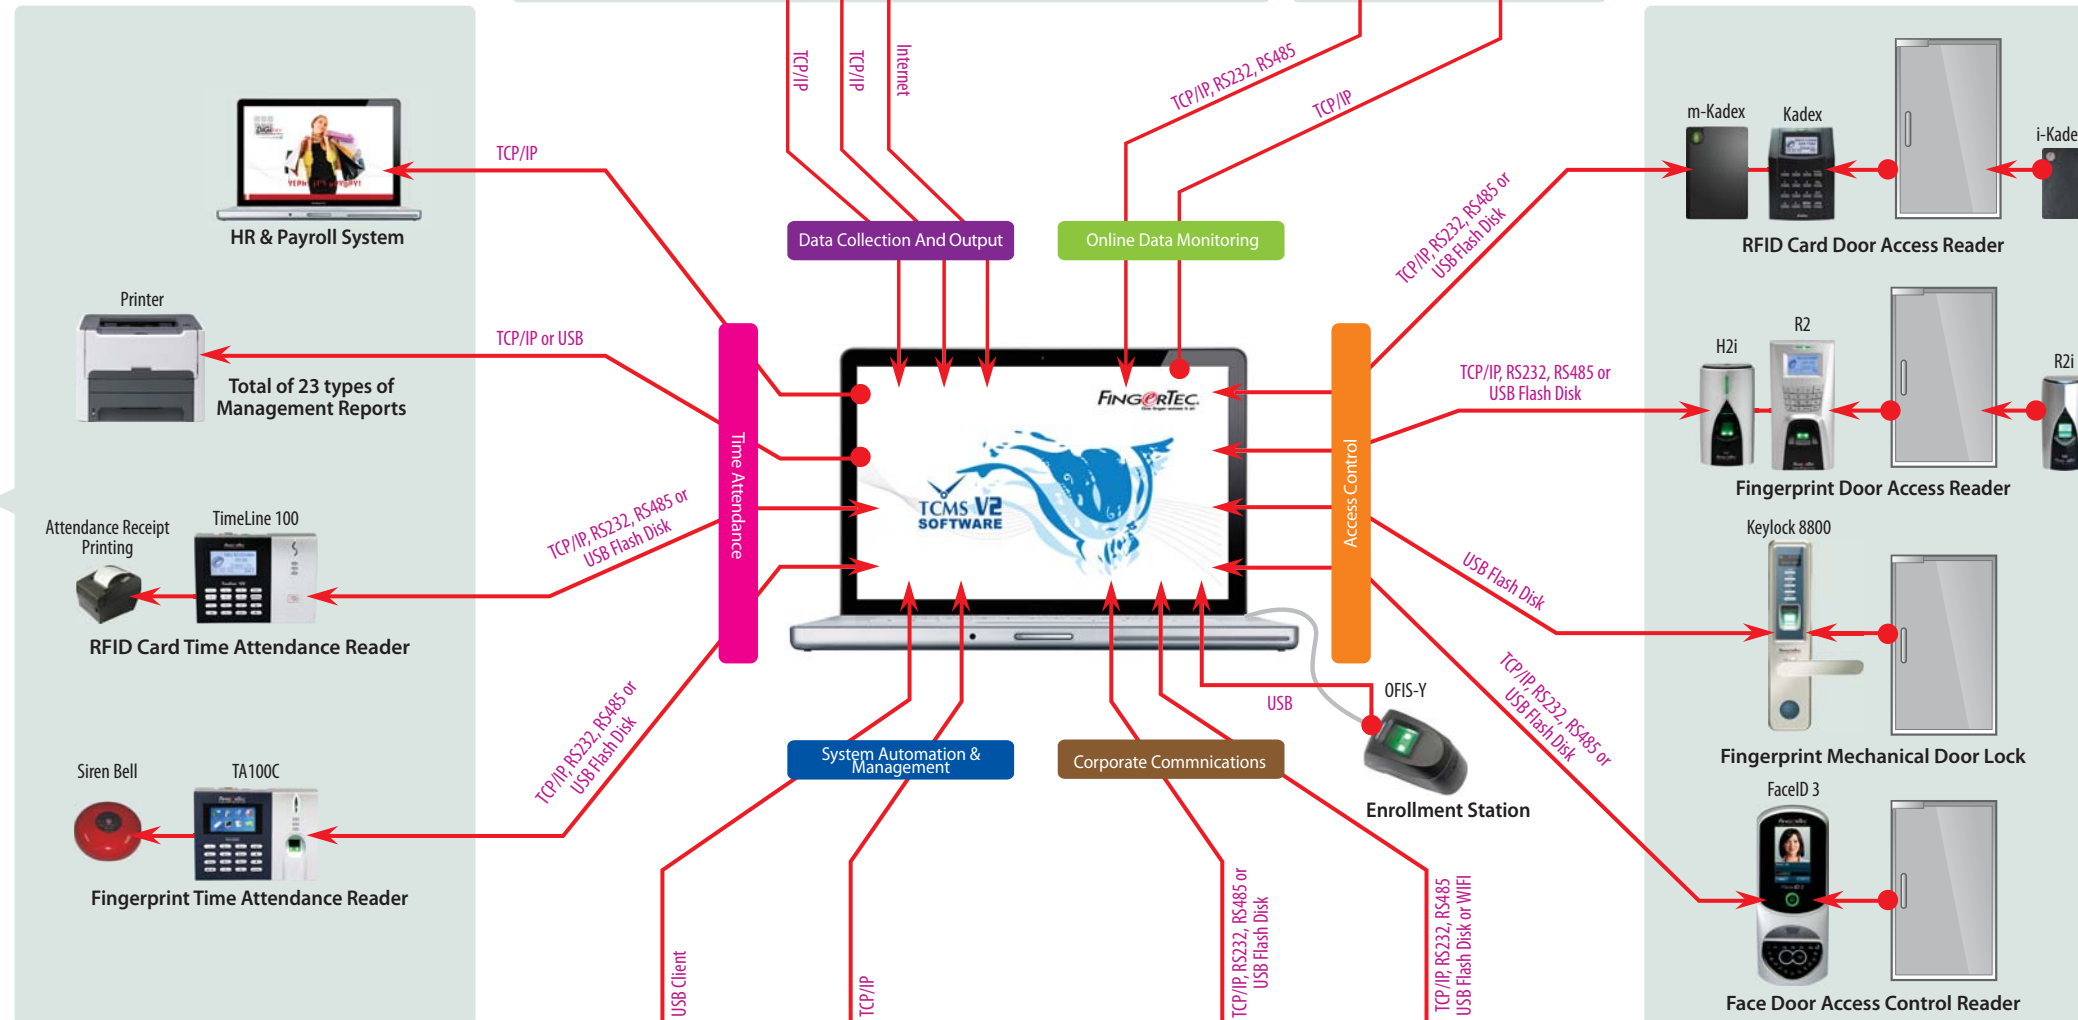 TCP/IP
TCP/IP
Internet
TCP/IP, RS232, RS485
TCP/IP
TCP/IP
HR & Payroll System
Printer
TCP/IP or USB
Total of 23 types of
Management Reports
Attendance Receipt
Printing
TimeLine 100
TCP/IP, RS232, RS485 or
USB Flash Disk
RFID Card Time Attendance Reader
Siren Bell
TA100C
TCP/IP, RS232, RS485 or
USB Flash Disk
Fingerprint Time Attendance Reader
Time Attendance
Data Collection And Output
Online Data Monitoring
FINGERTEC
TCMS V2
SOFTWARE
Access Control
System Automation &
Management
Corporate Commnications
USB
OFIS-Y
Enrollment Station
USB Client
TCP/IP
TCP/IP, RS232, RS485 or
USB Flash Disk
TCP/IP, RS232, RS485
USB Flash Disk or WIFI
TCP/IP, RS232, RS485 or
USB Flash Disk
m-Kadex
Kadex
i-Kade
RFID Card Door Access Reader
TCP/IP, RS232, RS485 or
USB Flash Disk
H2i
R2
R2i
Fingerprint Door Access Reader
USB Flash Disk
Keylock 8800
Fingerprint Mechanical Door Lock
TCP/IP, RS232, RS485 or
USB Flash Disk
FaceID 3
Face Door Access Control Reader